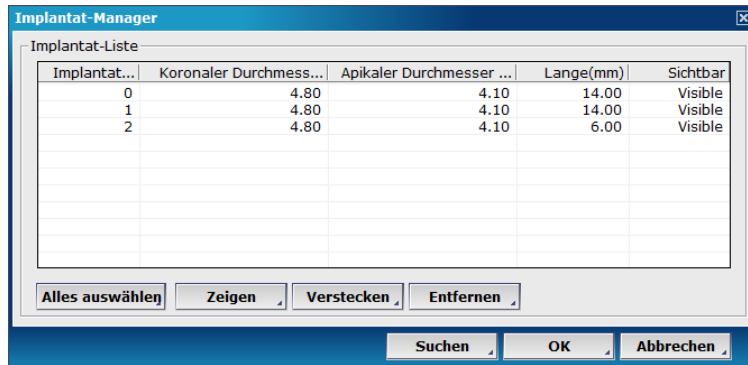 Implantat-Manager
Implantat-Liste
Implantat... Koronaler Durchmess... Apikaler Durchmesser ... Lange(mm) Sichtbar
0 4.80 4.10 14.00 Visible
1 4.80 4.10 14.00 Visible
2 4.80 4.10 6.00 Visible
Alles auswählen Zeigen Verstecken Entfernen
Suchen OK Abbrechen